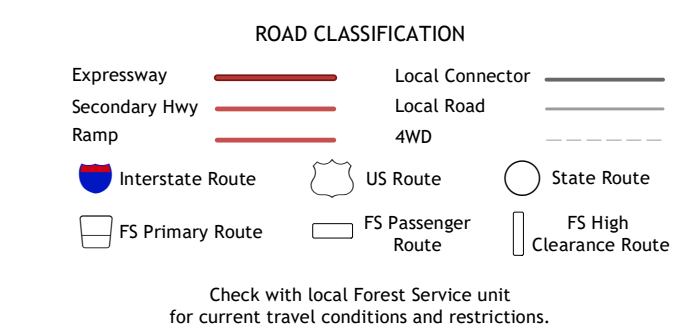 ROAD CLASSIFICATION
Expressway
Local Connector
Secondary Hwy
Local Road
Ramp
4WD
Interstate Route
US Route
State Route
FS Primary Route
FS Passenger
Route
FS High
Clearance Route
Check with local Forest Service unit
for current travel conditions and restrictions.